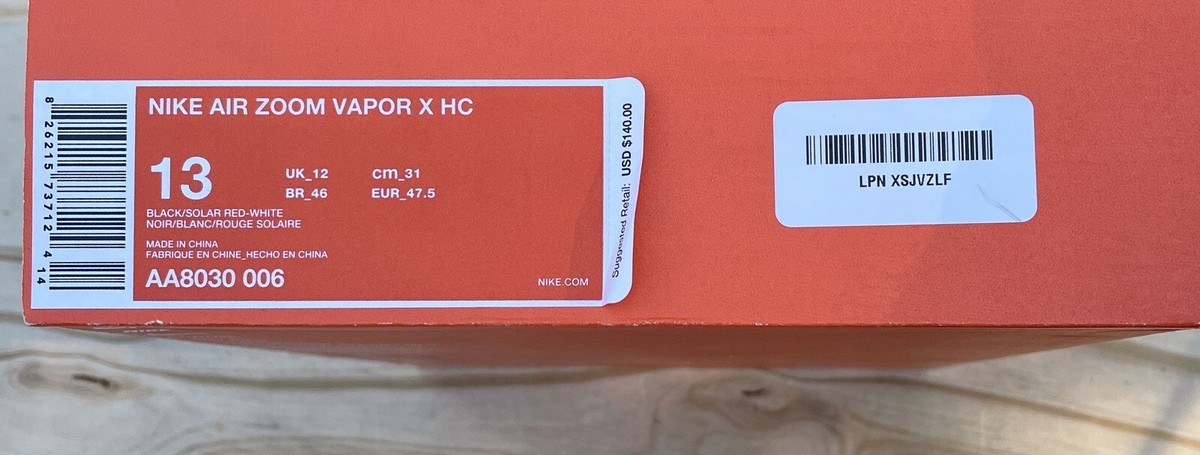 8 26215 73712 4 14
NIKE AIR ZOOM VAPOR X HC
13
UK_12 cm_31
BR_46 EUR_47.5
BLACK/SOLAR RED-WHITE
NOIR/BLANC/ROUGE SOLAIRE
MADE IN CHINA
FABRIQUE EN CHINE_HECHO EN CHINA
AA8030 006
NIKE.COM
Suggested Retail: USD $140.00
LPN XSJVZLF